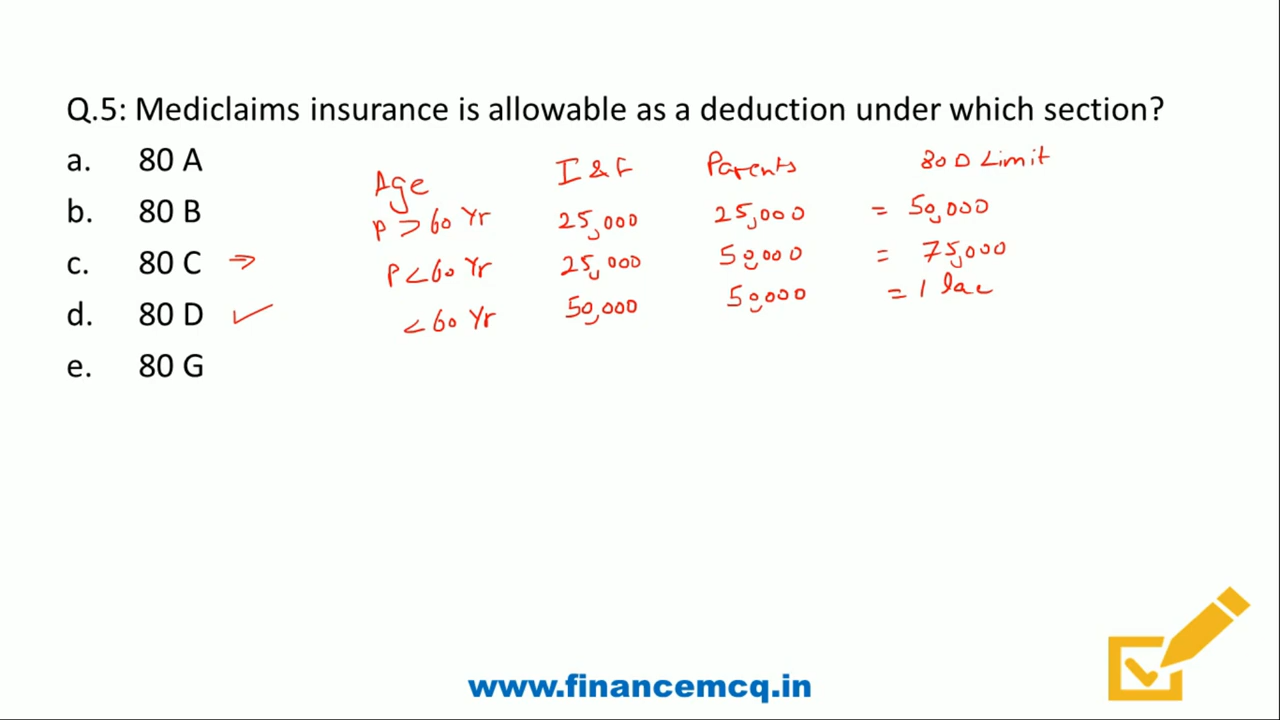 Q.5: Mediclaims insurance is allowable as a deduction under which section?
a. 80 A
b. 80 B
c. 80 C ⇒
d. 80 D ✓
e. 80 G
Age I & F Parents 80 D Limit
P > 60 Yr 25,000 25,000 = 50,000
P < 60 Yr 25,000 50,000 = 75,000
< 60 Yr 50,000 50,000 = 1 lac
www.financemcq.in